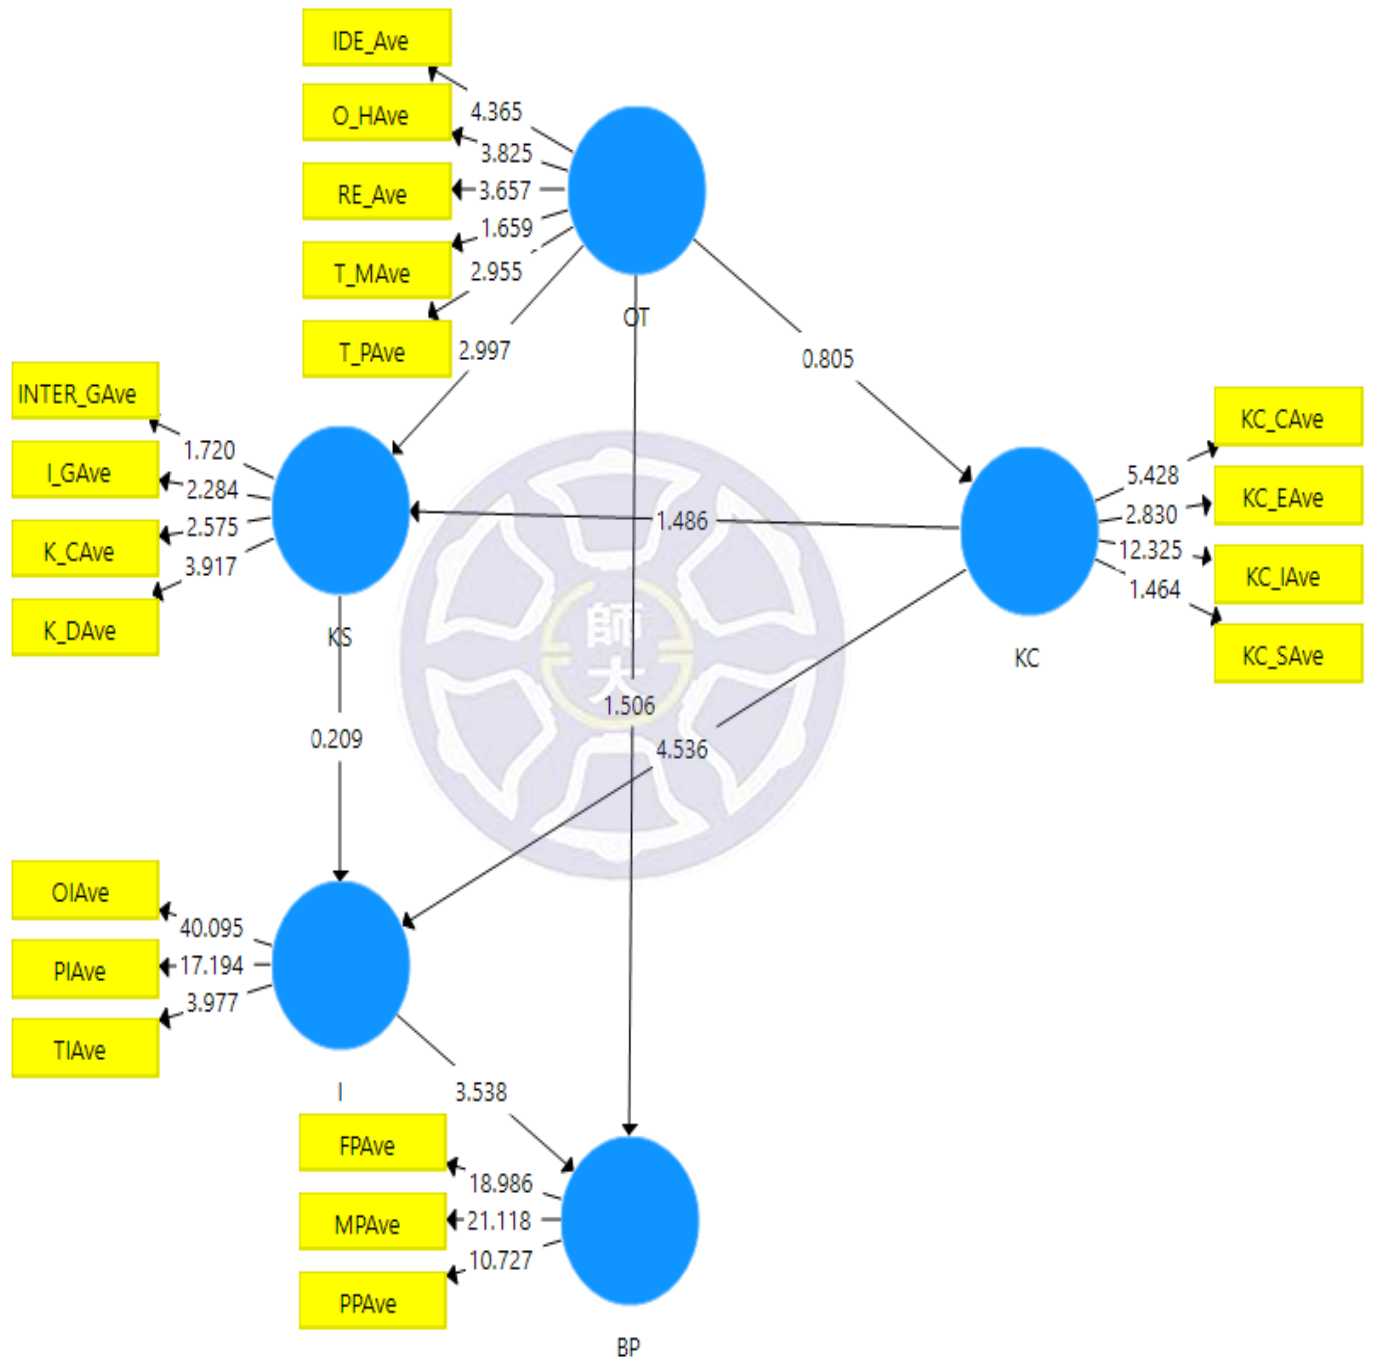 IDE_Ave
4.365
O_HAve
3.825
RE_Ave
3.657
1.659
T_MAve
2.955
T_PAve
2.997
OT
0.805
INTER_GAve
1.720
I_GAve
2.284
K_CAve
2.575
3.917
K_DAve
KS
1.486
KC_CAve
5.428
KC_EAve
2.830
12.325
KC_IAve
1.464
KC_SAve
KC
師
大
1.506
4.536
0.209
OIAve
40.095
PIAve
17.194
3.977
TIAve
I
3.538
FPAve
18.986
MPAve
21.118
10.727
PPAve
BP